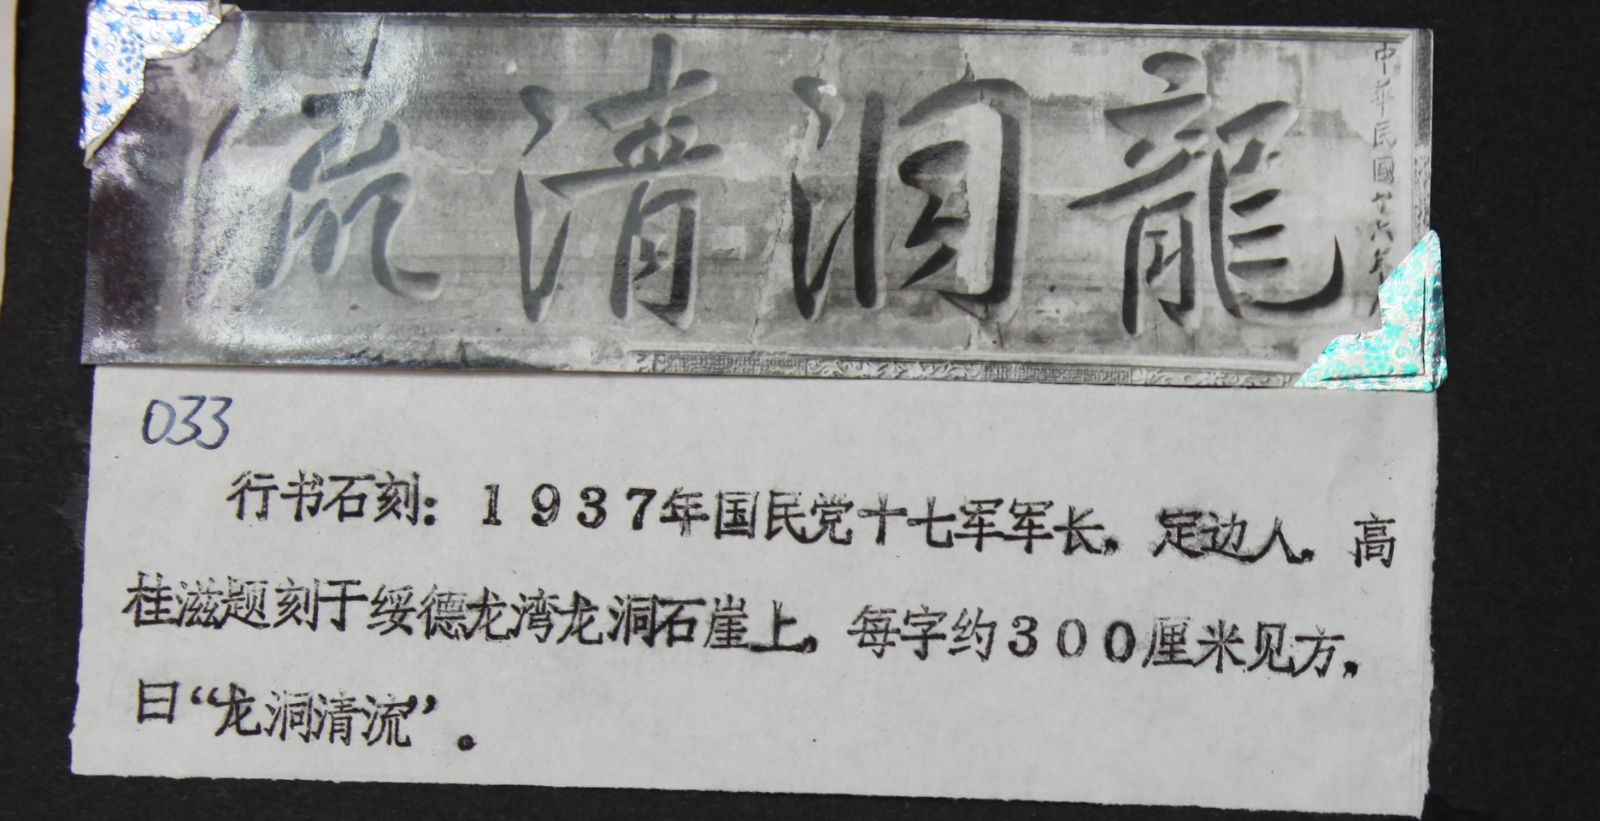 龍洞清流
中華民國廿六年
033
行书石刻：1937年国民党十七军军长，定边人，高
桂滋题刻于绥德龙湾龙洞石崖上，每字约300厘米见方，
曰“龙洞清流”。